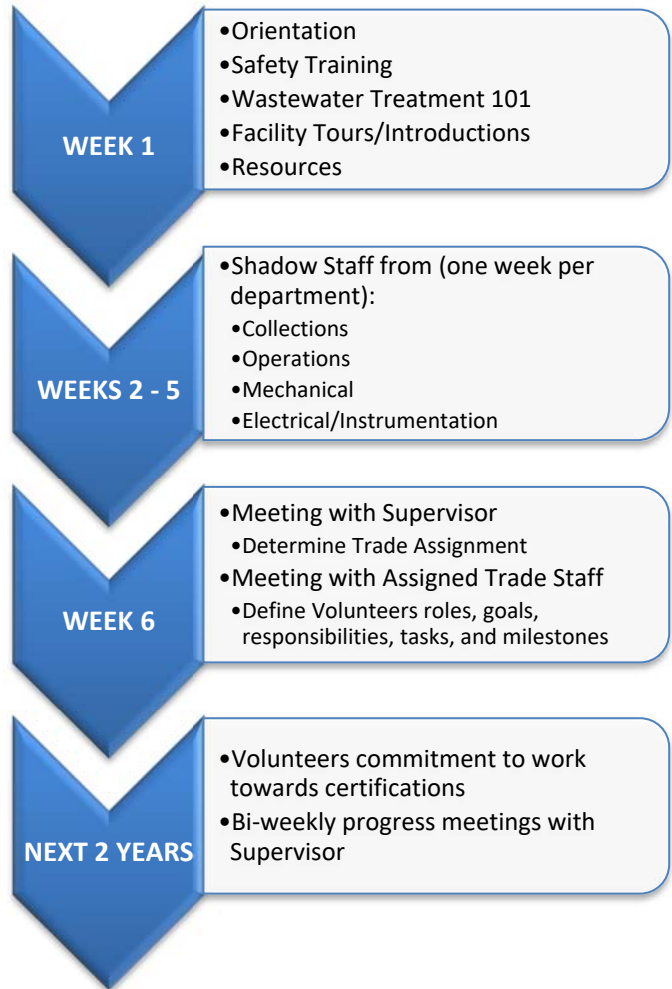 WEEK 1
•Orientation
•Safety Training
•Wastewater Treatment 101
•Facility Tours/Introductions
•Resources
WEEKS 2 - 5
•Shadow Staff from (one week per
department):
•Collections
•Operations
•Mechanical
•Electrical/Instrumentation
WEEK 6
•Meeting with Supervisor
•Determine Trade Assignment
•Meeting with Assigned Trade Staff
•Define Volunteers roles, goals,
responsibilities, tasks, and milestones
NEXT 2 YEARS
•Volunteers commitment to work
towards certifications
•Bi-weekly progress meetings with
Supervisor